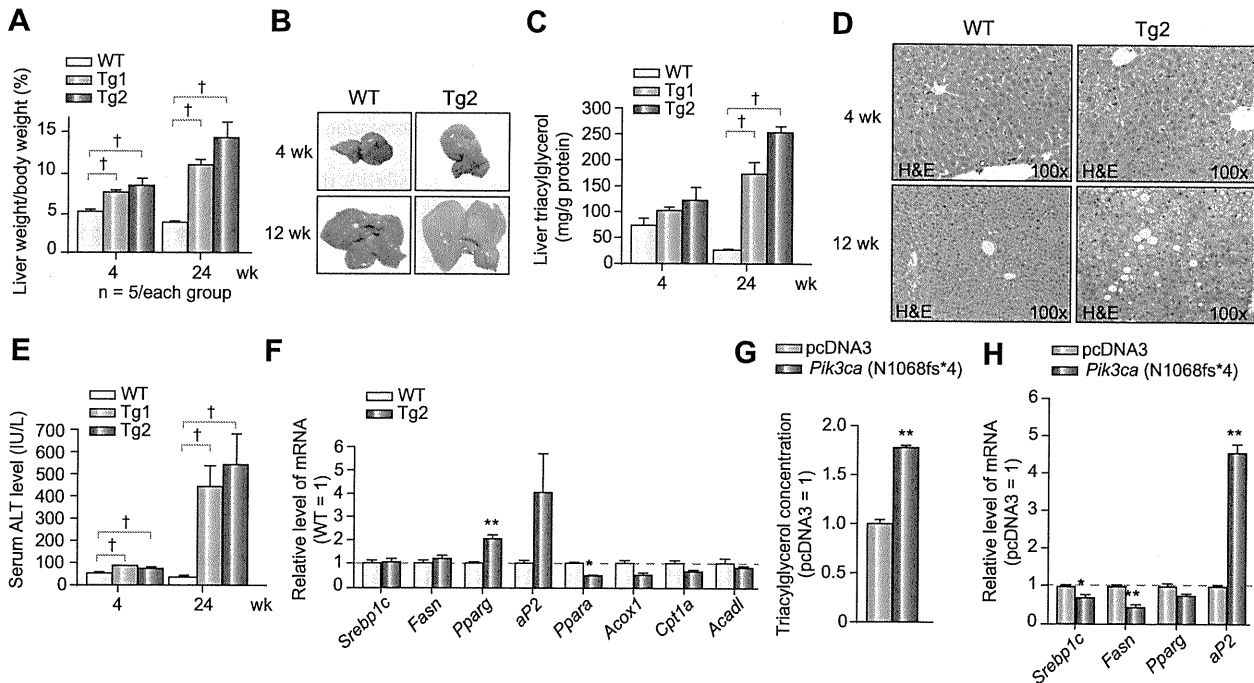 A
WT
Tg1
Tg2
Liver weight/body weight (%)
15
10
5
0
†
†
†
†
4
24
wk
n = 5/each group
B
WT
Tg2
4 wk
12 wk
C
WT
Tg1
Tg2
Liver triacylglycerol
(mg/g protein)
300
250
200
150
100
50
0
†
†
4
24
wk
D
WT
Tg2
4 wk
H&E
100x
H&E
100x
12 wk
H&E
100x
H&E
100x
E
WT
Tg1
Tg2
Serum ALT level (IU/L)
700
600
500
400
300
200
100
0
†
†
†
†
4
24
wk
F
WT
Tg2
Relative level of mRNA
(WT = 1)
6
4
2
1
0
**
*
Srebp1c
Fasn
Pparg
aP2
Ppara
Acox1
Cpt1a
Acadl
G
pcDNA3
Pik3ca (N1068fs*4)
Triacylglycerol concentration
(pcDNA3 = 1)
2.0
1.5
1.0
0.5
0
**
H
pcDNA3
Pik3ca (N1068fs*4)
Relative level of mRNA
(pcDNA3 = 1)
6
5
4
3
2
1
0
*
**
**
Srebp1c
Fasn
Pparg
aP2